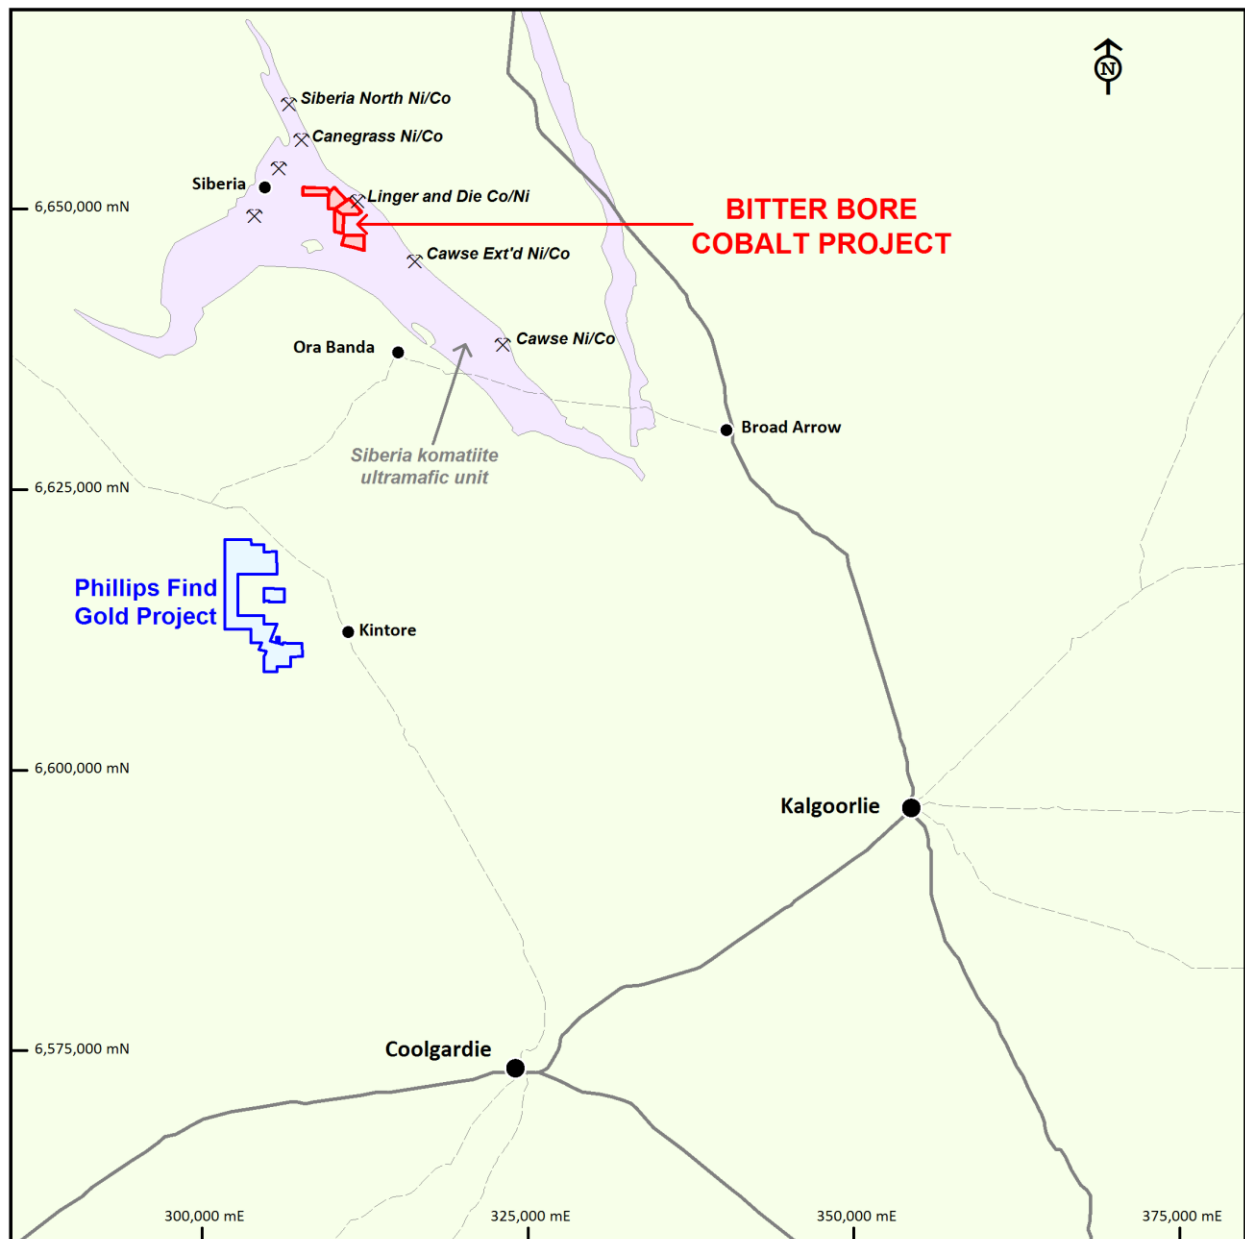 N
Siberia North Ni/Co
Canegrass Ni/Co
Siberia
Linger and Die Co/Ni
6,650,000 mN
BITTER BORE
COBALT PROJECT
Cawse Ext'd Ni/Co
Cawse Ni/Co
Ora Banda
Broad Arrow
Siberia komatiite
ultramafic unit
6,625,000 mN
Phillips Find
Gold Project
Kintore
6,600,000 mN
Kalgoorlie
6,575,000 mN
Coolgardie
300,000 mE
325,000 mE
350,000 mE
375,000 mE